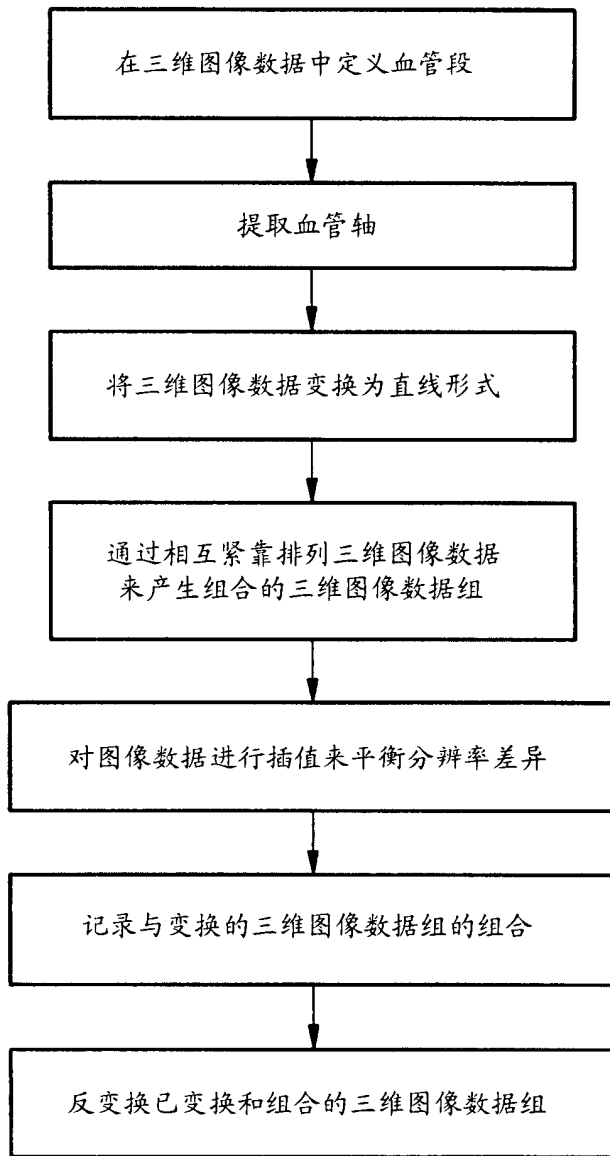 在三维图像数据中定义血管段
提取血管轴
将三维图像数据变换为直线形式
通过相互紧靠排列三维图像数据
来产生组合的三维图像数据组
对图像数据进行插值来平衡分辨率差异
记录与变换的三维图像数据组的组合
反变换已变换和组合的三维图像数据组